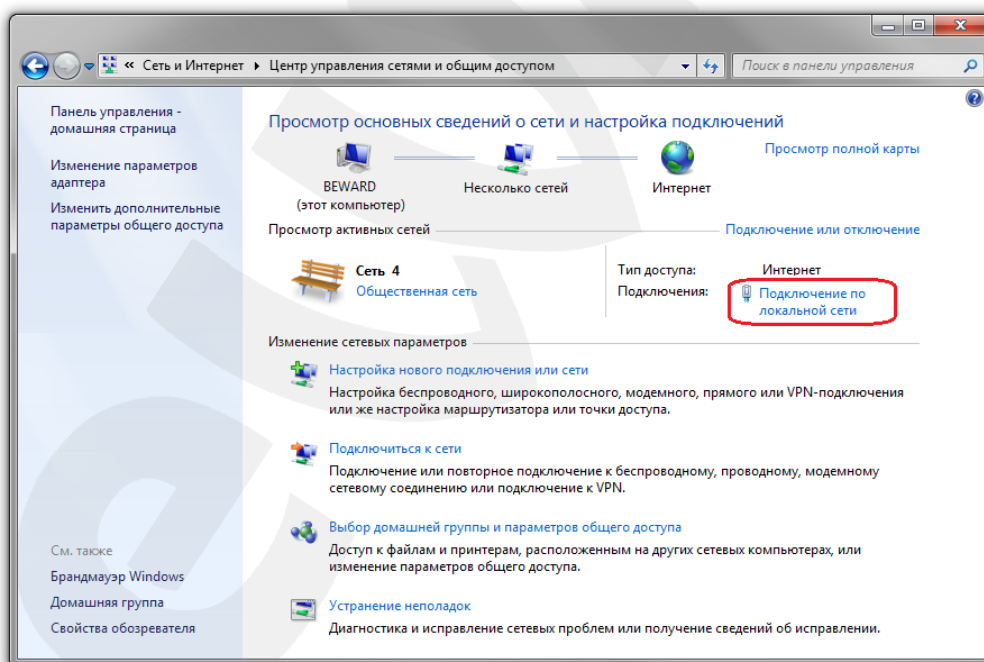 « Сеть и Интернет ▸ Центр управления сетями и общим доступом
Поиск в панели управления
Панель управления -
домашняя страница
Изменение параметров
адаптера
Изменить дополнительные
параметры общего доступа
См. также
Брандмауэр Windows
Домашняя группа
Свойства обозревателя
Просмотр основных сведений о сети и настройка подключений
Просмотр полной карты
BEWARD
(этот компьютер)
Несколько сетей
Интернет
Просмотр активных сетей
Подключение или отключение
Сеть 4
Общественная сеть
Тип доступа: Интернет
Подключения: Подключение по
локальной сети
Изменение сетевых параметров
Настройка нового подключения или сети
Настройка беспроводного, широкополосного, модемного, прямого или VPN-подключения
или же настройка маршрутизатора или точки доступа.
Подключиться к сети
Подключение или повторное подключение к беспроводному, проводному, модемному
сетевому соединению или подключение к VPN.
Выбор домашней группы и параметров общего доступа
Доступ к файлам и принтерам, расположенным на других сетевых компьютерах, или
изменение параметров общего доступа.
Устранение неполадок
Диагностика и исправление сетевых проблем или получение сведений об исправлении.